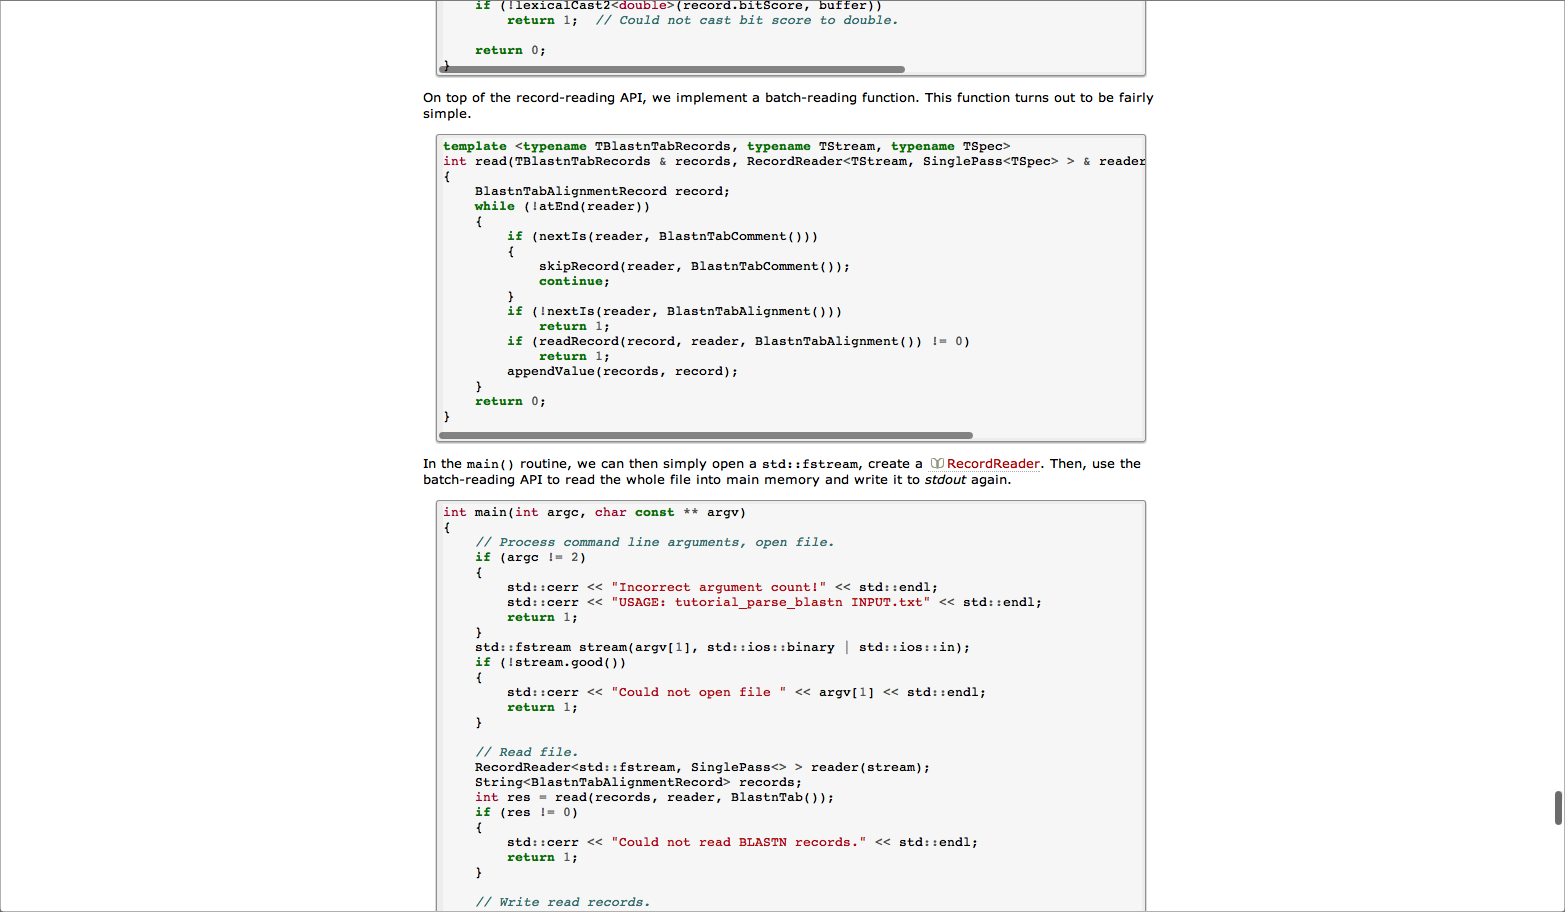 if (!lexicalCast2<double>(record.bitScore, buffer))
return 1;  // Could not cast bit score to double.
return 0;
}
On top of the record-reading API, we implement a batch-reading function. This function turns out to be fairly
simple.
template <typename TBlastnTabRecords, typename TStream, typename TSpec>
int read(TBlastnTabRecords & records, RecordReader<TStream, SinglePass<TSpec> > & reader
{
BlastnTabAlignmentRecord record;
while (!atEnd(reader))
{
if (nextIs(reader, BlastnTabComment()))
{
skipRecord(reader, BlastnTabComment());
continue;
}
if (!nextIs(reader, BlastnTabAlignment()))
return 1;
if (readRecord(record, reader, BlastnTabAlignment()) != 0)
return 1;
appendValue(records, record);
}
return 0;
}
In the main() routine, we can then simply open a std::fstream, create a RecordReader. Then, use the
batch-reading API to read the whole file into main memory and write it to stdout again.
int main(int argc, char const ** argv)
{
// Process command line arguments, open file.
if (argc != 2)
{
std::cerr << "Incorrect argument count!" << std::endl;
std::cerr << "USAGE: tutorial_parse_blastn INPUT.txt" << std::endl;
return 1;
}
std::fstream stream(argv[1], std::ios::binary | std::ios::in);
if (!stream.good())
{
std::cerr << "Could not open file " << argv[1] << std::endl;
return 1;
}
// Read file.
RecordReader<std::fstream, SinglePass<> > reader(stream);
String<BlastnTabAlignmentRecord> records;
int res = read(records, reader, BlastnTab());
if (res != 0)
{
std::cerr << "Could not read BLASTN records." << std::endl;
return 1;
}
// Write read records.